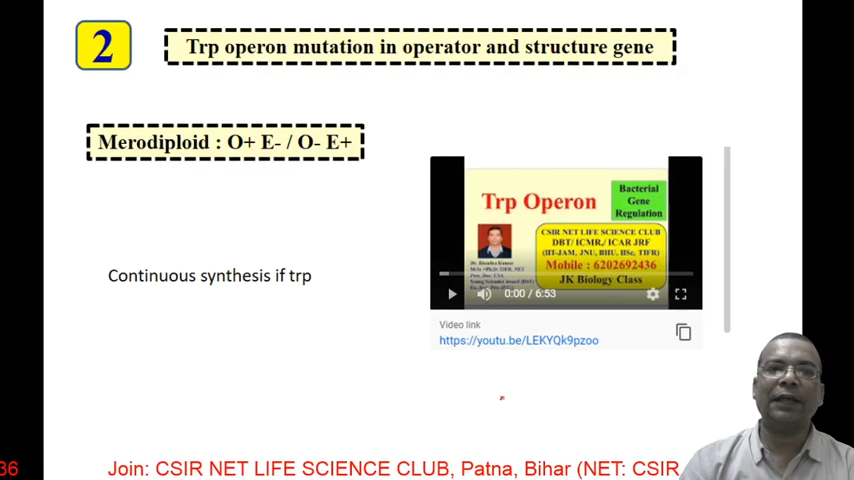 2
Trp operon mutation in operator and structure gene
Merodiploid : O+ E- / O- E+
Continuous synthesis if trp
Trp Operon
Bacterial
Gene
Regulation
CSIR NET LIFE SCIENCE CLUB
DBT/ ICMR,/ ICAR JRF
(IIT-JAM, JNU, BHU, BSc, TIFR)
Mobile : 6202692436
JK Biology Class
0:00 / 6:53
Video link
https://youtu.be/LEKYQk9pzoo
36
Join: CSIR NET LIFE SCIENCE CLUB, Patna, Bihar (NET: CSIR